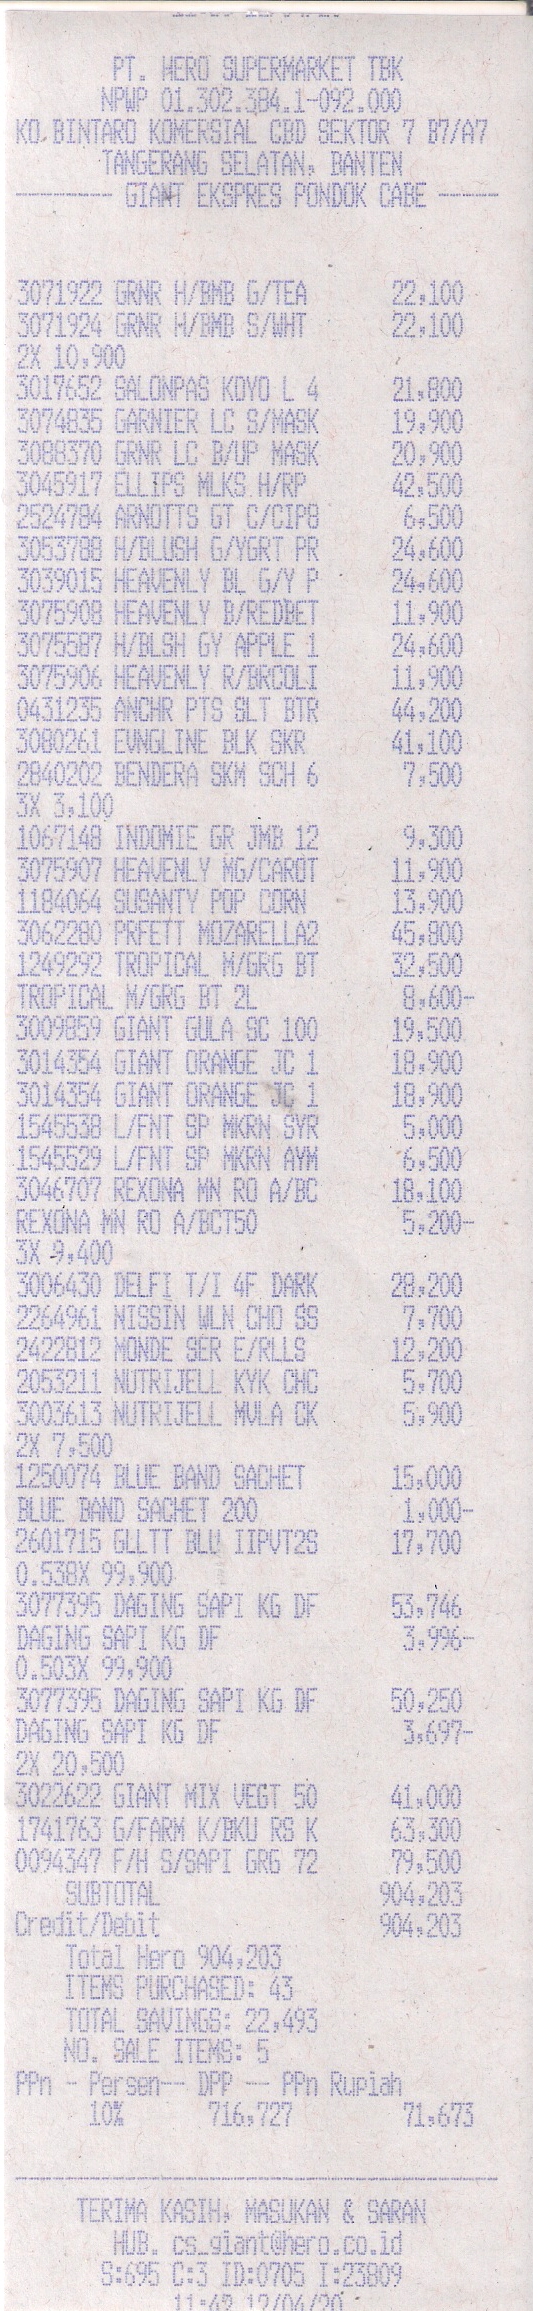 PT. HERO SUPERMARKET TBK
NPWP 01.302.384.1-092.000
KO.BINTARO KOMERSIAL CBD SEKTOR 7 B7/A7
TANGERANG SELATAN, BANTEN
GIANT EKSPRES PONDOK CABE
3071922 GRNR H/BMB G/TEA 22,100
3071924 GRNR H/BMB S/WHT 22,100
2X 10,900
3017652 SALONPAS KOYO L 4 21,800
3074835 GARNIER LC S/MASK 19,900
3088370 GRNR LC B/UP MASK 20,900
3045917 ELLIPS MLKS H/RP 42,500
2524784 ARNOTTS GT C/CIP8 6,500
3053788 H/BLUSH G/YGRT PR 24,600
3039015 HEAVENLY BL G/Y P 24,600
3075908 HEAVENLY B/REDBET 11,900
3075587 H/BLSH GY APPLE 1 24,600
3075906 HEAVENLY R/BRCOLI 11,900
0431235 ANCHR PTS SLT BTR 44,200
3080261 EVNGLINE BLK SKR 41,100
2840202 BENDERA SKM SCH 6 7,500
3X 3,100
1067148 INDOMIE GR JMB 12 9,300
3075907 HEAVENLY MG/CAROT 11,900
1184064 SUSANTY POP CORN 13,900
3062280 PRFETT MOZARELLA2 45,800
1249292 TROPICAL M/GRG BT 32,500
TROPICAL M/GRG BT 2L 8,600-
3009859 GIANT GULA SC 100 19,500
3014354 GIANT ORANGE JC 1 18,900
3014354 GIANT ORANGE JC 1 18,900
1545538 L/FNT SP MKRN SYR 5,000
1545529 L/FNT SP MKRN AYM 6,500
3046707 REXONA MN RO A/BC 18,100
REXONA MN RO A/BCT50 5,200-
3X 9,400
3006430 DELFI T/I 4F DARK 28,200
2264961 NISSIN WLN CHO SS 7,700
2422812 MONDE SER E/RLLS 12,200
2053211 NUTRIJELL KYK CHC 5,700
3003613 NUTRIJELL MVLA CK 5,900
2X 7,500
1250074 BLUE BAND SACHET 15,000
BLUE BAND SACHET 200 1,000-
2601715 GLLTT BLU IIPVT2S 17,700
0.538X 99,900
3077395 DAGING SAPI KG DF 53,746
DAGING SAPI KG DF 3,996-
0.503X 99,900
3077395 DAGING SAPI KG DF 50,250
DAGING SAPI KG DF 3,697-
2X 20,500
3022622 GIANT MIX VEGT 50 41,000
1741763 G/FARM K/BKU RS K 63,300
0094347 F/H S/SAPI GRG 72 79,500
SUBTOTAL 904,203
Credit/Debit 904,203
Total Hero 904,203
ITEMS PURCHASED: 43
TOTAL SAVINGS: 22,493
NO. SALE ITEMS: 5
PPn - Persen-- DPP -- PPn Rupiah
10% 716,727 71,673
TERIMA KASIH, MASUKAN & SARAN
HUB. cs_giant@hero.co.id
S:695 C:3 ID:0705 I:23809
11:42 12/04/20